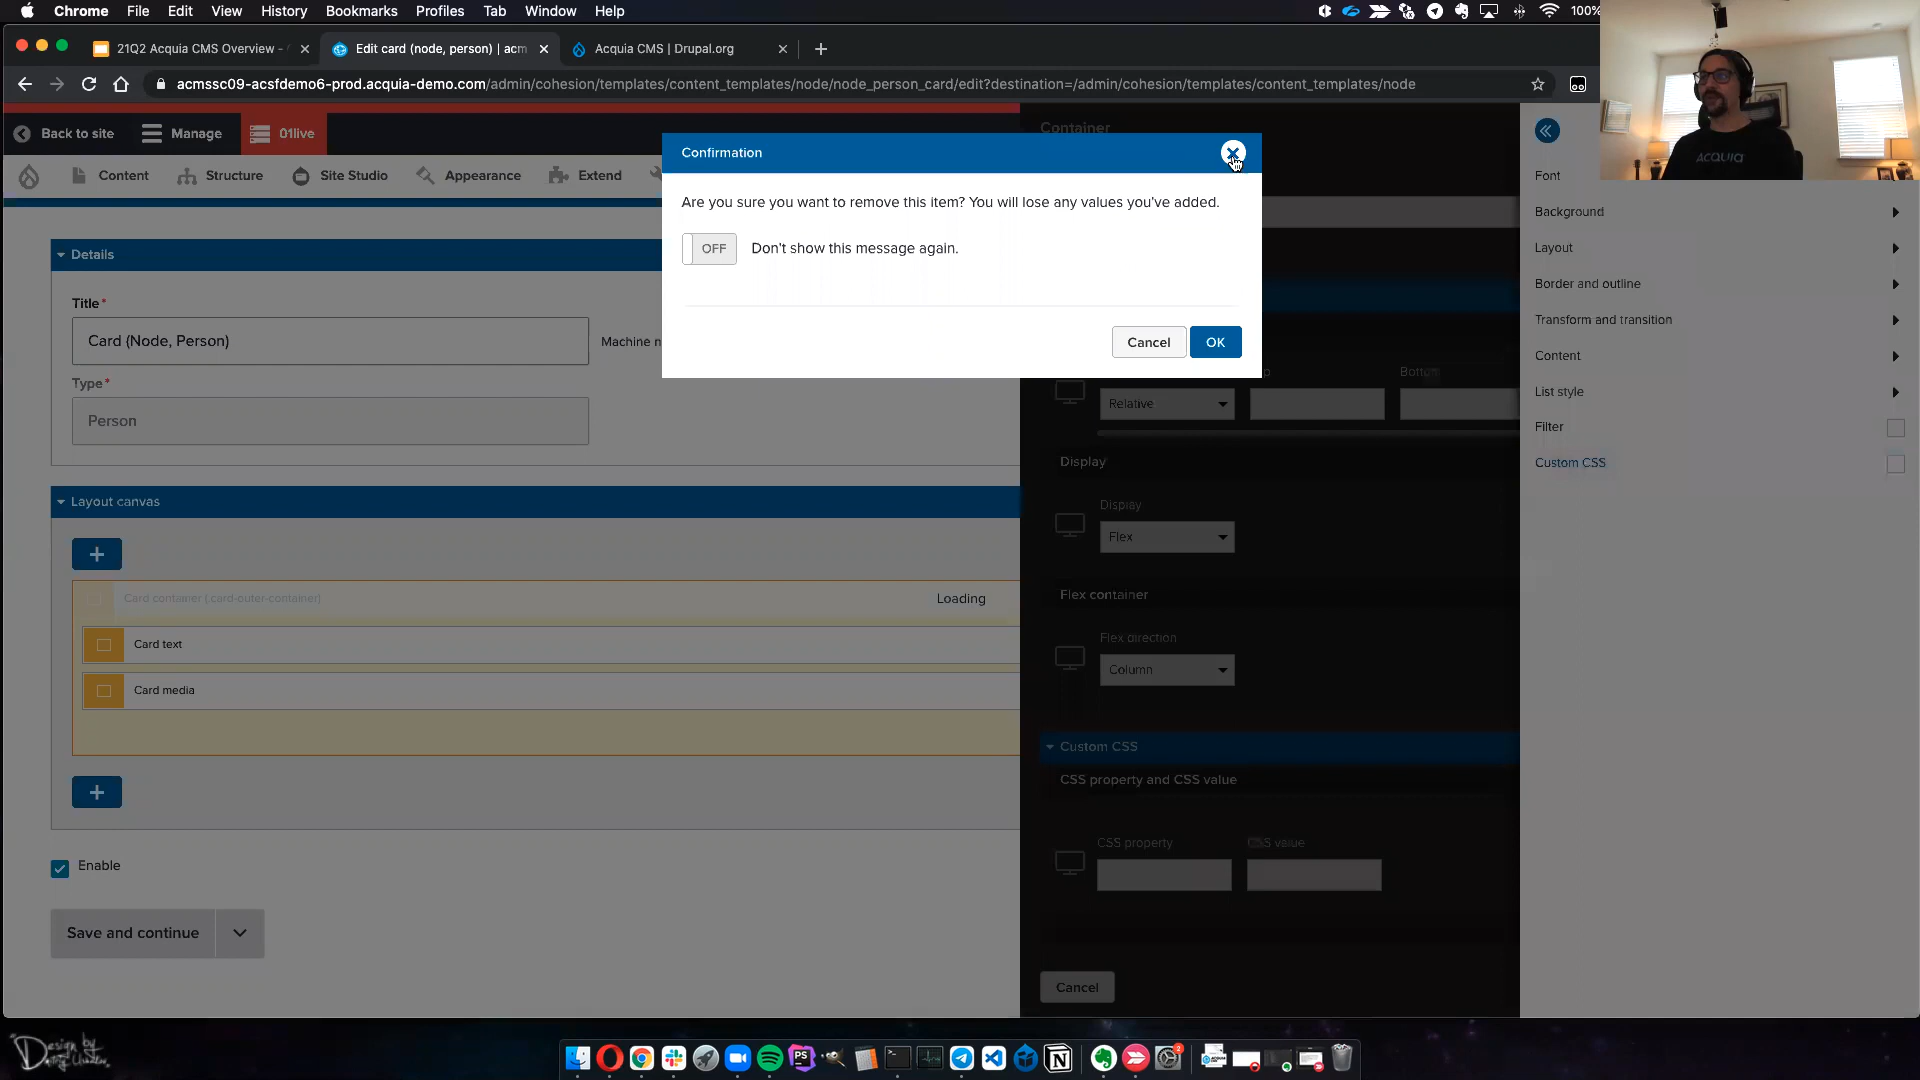 Chrome File Edit View History Bookmarks Profiles Tab Window Help 100%
21Q2 Acquia CMS Overview -
Edit card (node, person) | acm
Acquia CMS | Drupal.org
acmssc09-acsfdemo6-prod.acquia-demo.com/admin/cohesion/templates/content_templates/node/node_person_card/edit?destination=/admin/cohesion/templates/content_templates/node
Back to site Manage 01live
Container
Content Structure Site Studio Appearance Extend
Confirmation
Are you sure you want to remove this item? You will lose any values you've added.
OFF Don't show this message again.
Cancel OK
Details
Title*
Card (Node, Person)
Machine n
Type*
Person
Layout canvas
Card container (.card-outer-container) Loading
Card text
Card media
Enable
Save and continue
Bottom
Relative
Display
Display
Flex
Flex container
Flex direction
Column
Custom CSS
CSS property and CSS value
CSS property CSS value
Cancel
Font
Background
Layout
Border and outline
Transform and transition
Content
List style
Filter
Custom CSS
ACQUIA
Design by
PS
2